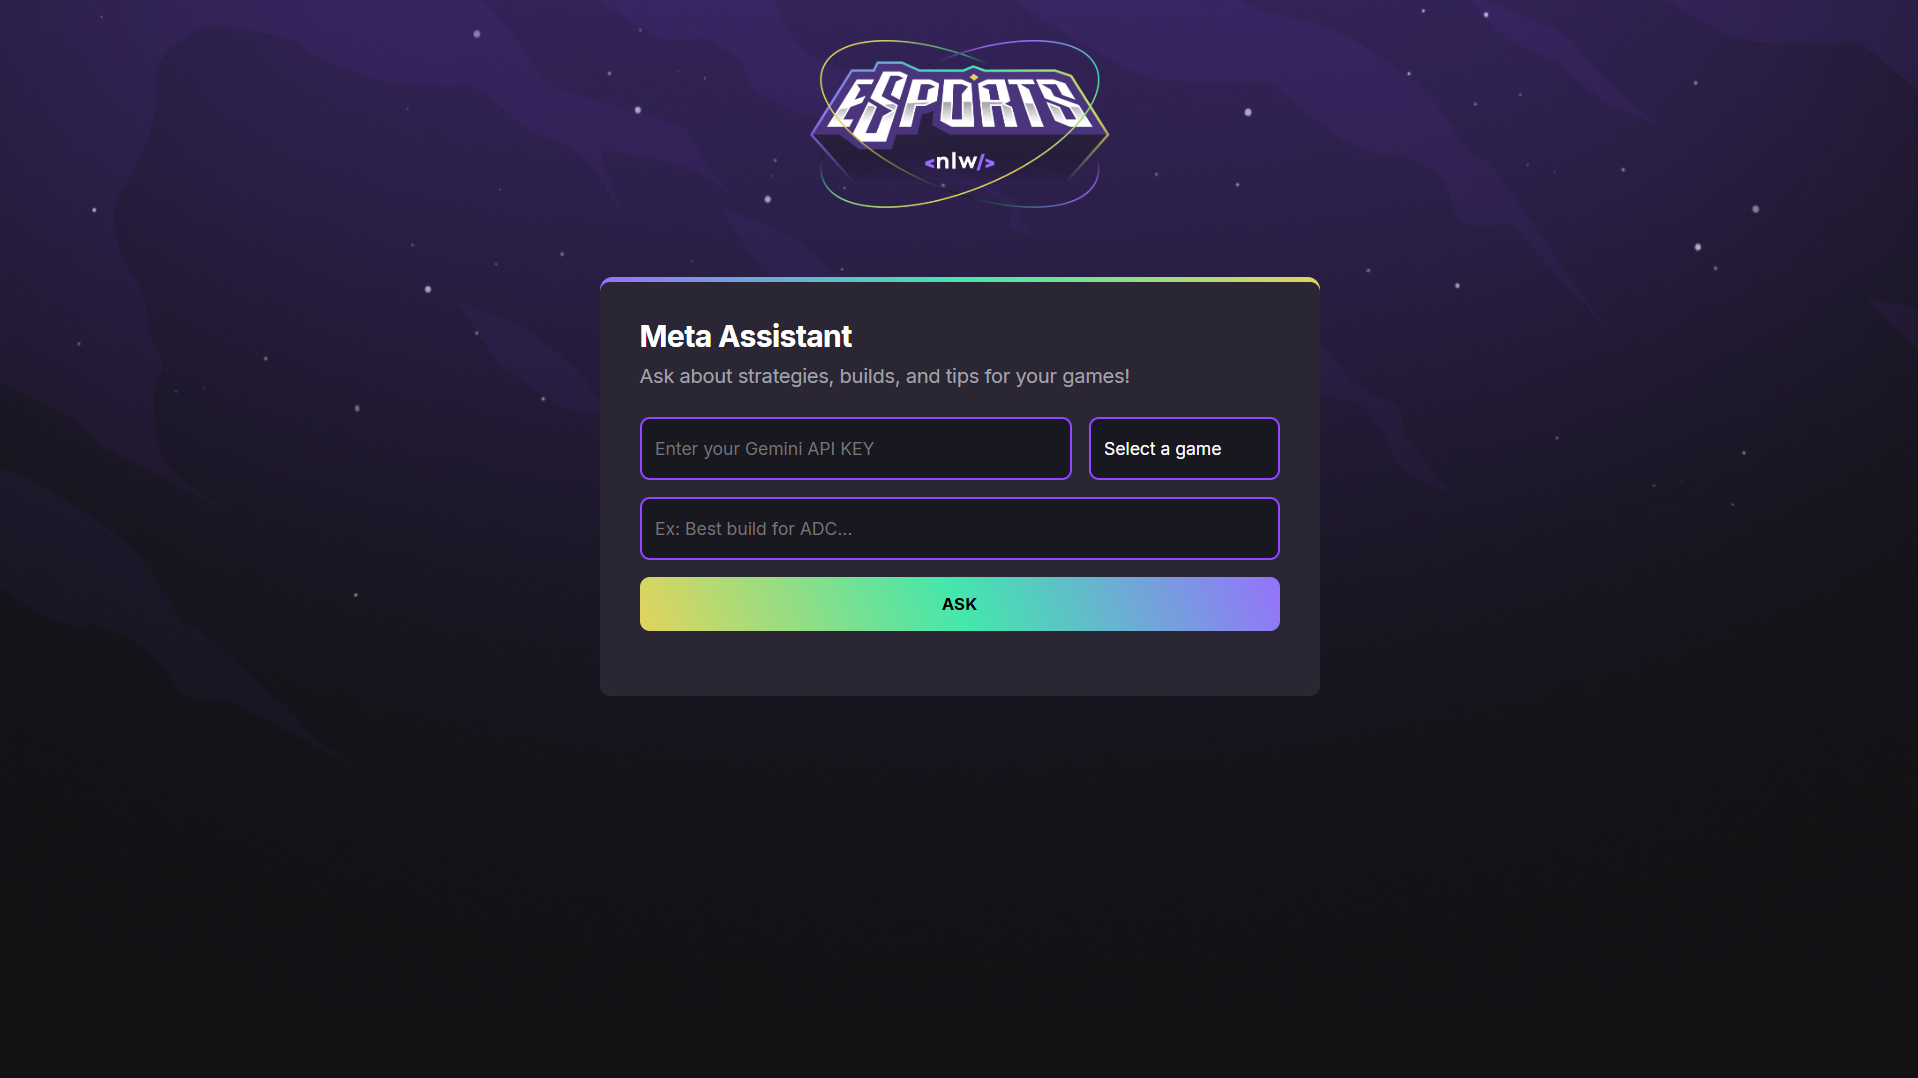 ESPORTS
<nlw/>
Meta Assistant
Ask about strategies, builds, and tips for your games!
Enter your Gemini API KEY
Select a game
Ex: Best build for ADC...
ASK